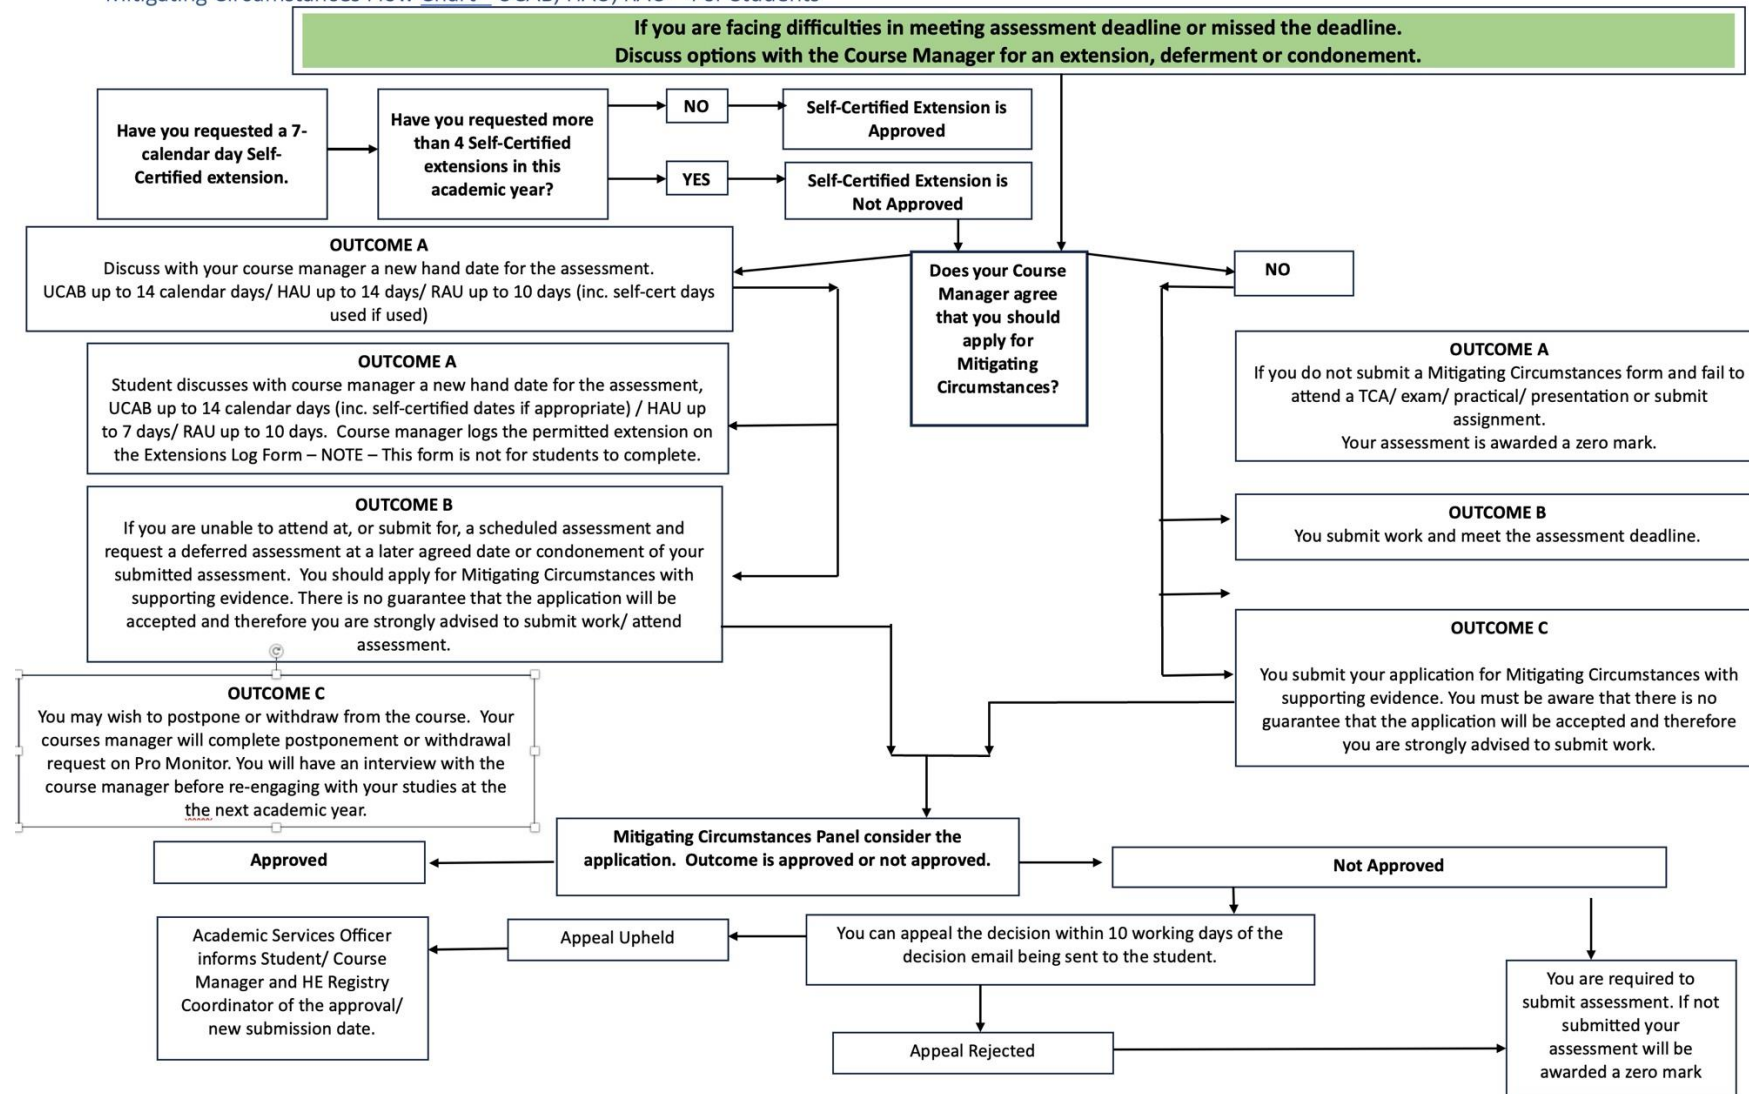 Mitigating Circumstances Flow Chart – UCAB, HAU, RAU – For Students
If you are facing difficulties in meeting assessment deadline or missed the deadline.
Discuss options with the Course Manager for an extension, deferment or condonement.
Have you requested a 7-
calendar day Self-
Certified extension.
Have you requested more
than 4 Self-Certified
extensions in this
academic year?
NO
Self-Certified Extension is
Approved
YES
Self-Certified Extension is
Not Approved
OUTCOME A
Discuss with your course manager a new hand date for the assessment.
UCAB up to 14 calendar days/ HAU up to 14 days/ RAU up to 10 days (inc. self-cert days
used if used)
Does your Course
Manager agree
that you should
apply for
Mitigating
Circumstances?
NO
OUTCOME A
Student discusses with course manager a new hand date for the assessment,
UCAB up to 14 calendar days (inc. self-certified dates if appropriate) / HAU up
to 7 days/ RAU up to 10 days. Course manager logs the permitted extension on
the Extensions Log Form – NOTE – This form is not for students to complete.
OUTCOME A
If you do not submit a Mitigating Circumstances form and fail to
attend a TCA/ exam/ practical/ presentation or submit
assignment.
Your assessment is awarded a zero mark.
OUTCOME B
If you are unable to attend at, or submit for, a scheduled assessment and
request a deferred assessment at a later agreed date or condonement of your
submitted assessment. You should apply for Mitigating Circumstances with
supporting evidence. There is no guarantee that the application will be
accepted and therefore you are strongly advised to submit work/ attend
assessment.
OUTCOME B
You submit work and meet the assessment deadline.
OUTCOME C
You submit your application for Mitigating Circumstances with
supporting evidence. You must be aware that there is no
guarantee that the application will be accepted and therefore
you are strongly advised to submit work.
OUTCOME C
You may wish to postpone or withdraw from the course. Your
courses manager will complete postponement or withdrawal
request on Pro Monitor. You will have an interview with the
course manager before re-engaging with your studies at the
the next academic year.
Mitigating Circumstances Panel consider the
application. Outcome is approved or not approved.
Approved
Not Approved
Academic Services Officer
informs Student/ Course
Manager and HE Registry
Coordinator of the approval/
new submission date.
Appeal Upheld
You can appeal the decision within 10 working days of the
decision email being sent to the student.
Appeal Rejected
You are required to
submit assessment. If not
submitted your
assessment will be
awarded a zero mark